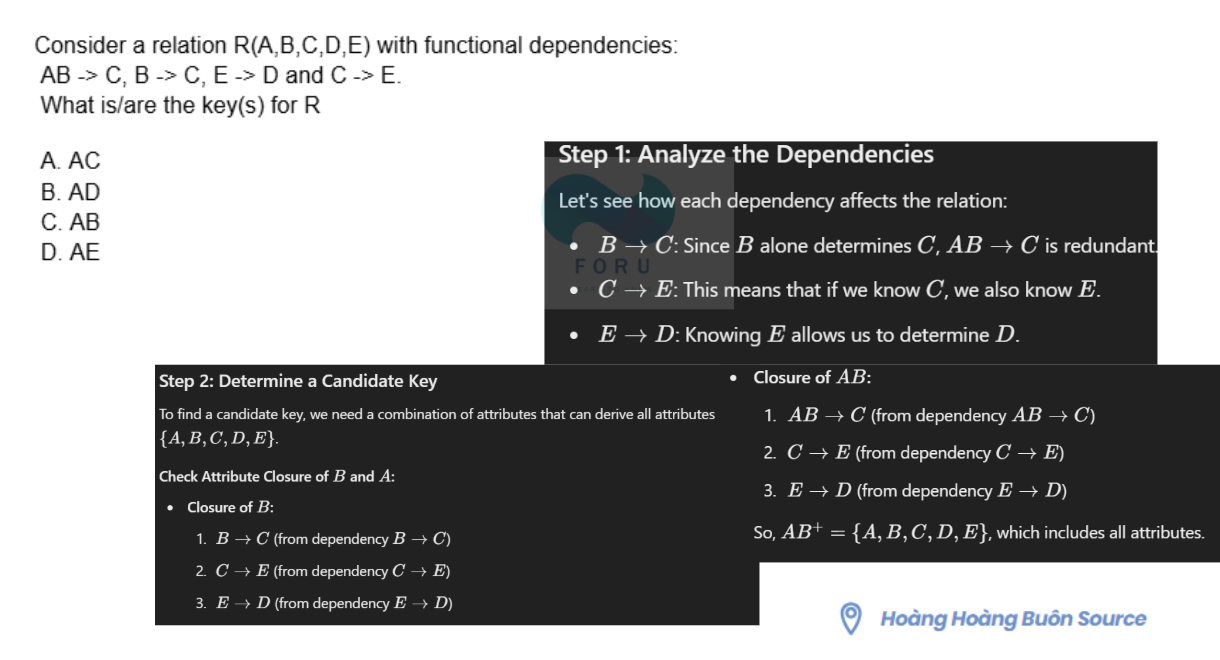 Consider a relation R(A,B,C,D,E) with functional dependencies:
AB -> C, B -> C, E -> D and C -> E.
What is/are the key(s) for R
A. AC
B. AD
C. AB
D. AE
Step 1: Analyze the Dependencies
Let's see how each dependency affects the relation:
• B → C: Since B alone determines C, AB → C is redundant.
FORU
• C → E: This means that if we know C, we also know E.
• E → D: Knowing E allows us to determine D.
Step 2: Determine a Candidate Key
To find a candidate key, we need a combination of attributes that can derive all attributes
{A, B, C, D, E}.
Check Attribute Closure of B and A:
• Closure of B:
1. B → C (from dependency B → C)
2. C → E (from dependency C → E)
3. E → D (from dependency E → D)
• Closure of AB:
1. AB → C (from dependency AB → C)
2. C → E (from dependency C → E)
3. E → D (from dependency E → D)
So, AB⁺ = {A, B, C, D, E}, which includes all attributes.
Hoàng Hoàng Buôn Source